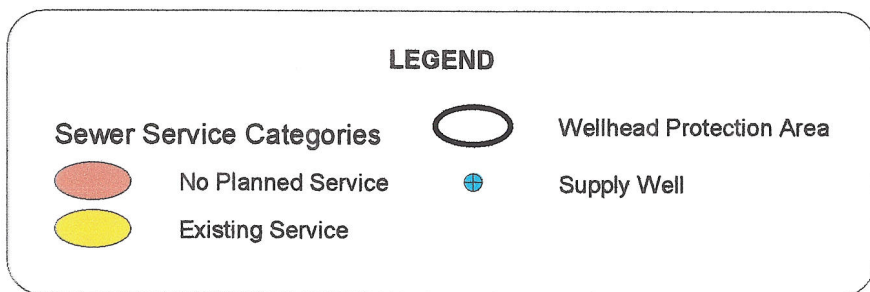 LEGEND
Sewer Service Categories
No Planned Service
Existing Service
Wellhead Protection Area
Supply Well